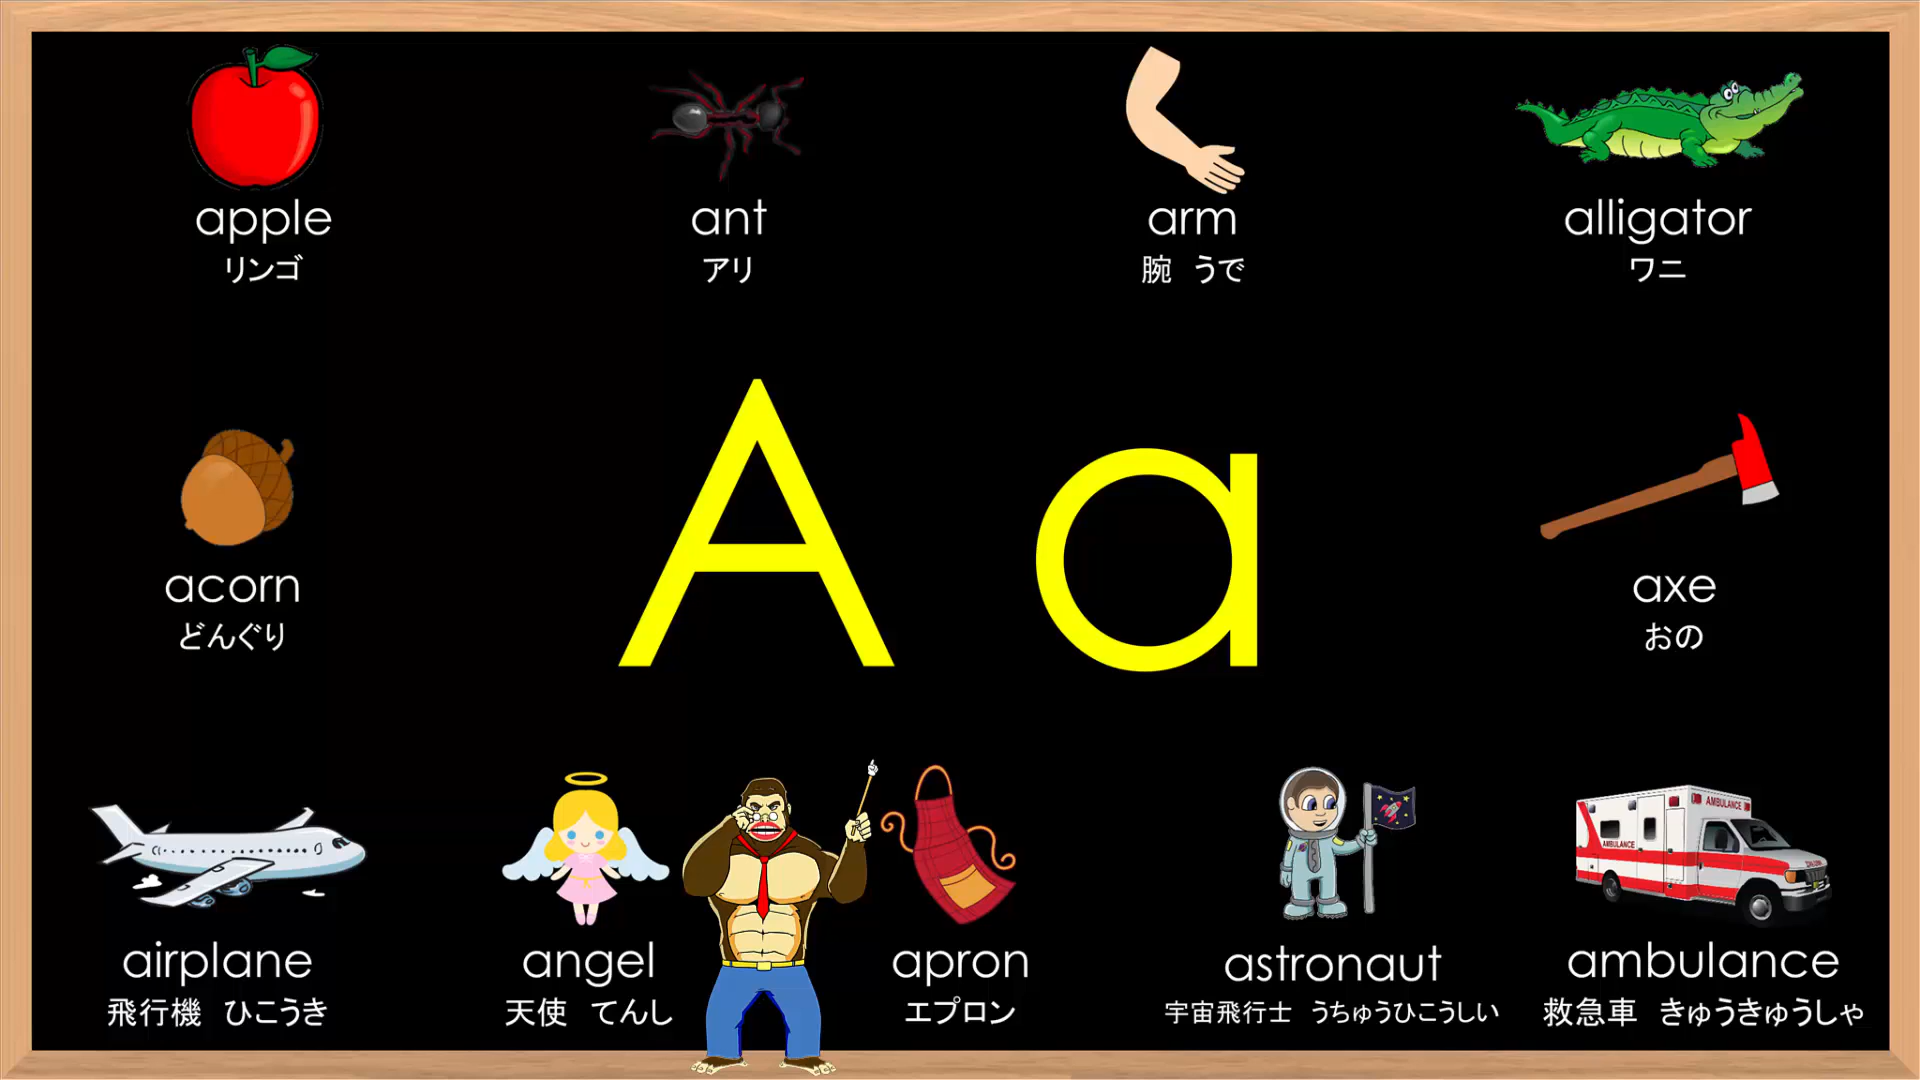 apple
リンゴ
ant
アリ
arm
腕 うで
alligator
ワニ
A a
acorn
どんぐり
axe
おの
airplane
飛行機 ひこうき
angel
天使 てんし
apron
エプロン
astronaut
宇宙飛行士 うちゅうひこうしい
AMBULANCE
AMBULANCE
ambulance
救急車 きゅうきゅうしゃ